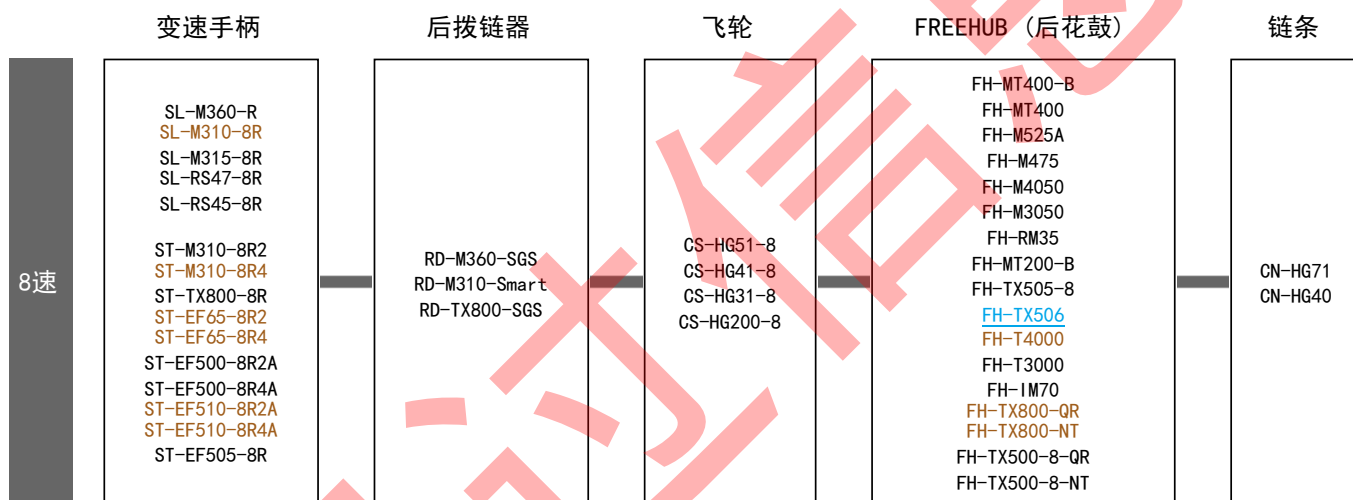 变速手柄
后拨链器
飞轮
FREEHUB (后花鼓)
链条
8速
SL-M360-R
SL-M310-8R
SL-M315-8R
SL-RS47-8R
SL-RS45-8R
ST-M310-8R2
ST-M310-8R4
ST-TX800-8R
ST-EF65-8R2
ST-EF65-8R4
ST-EF500-8R2A
ST-EF500-8R4A
ST-EF510-8R2A
ST-EF510-8R4A
ST-EF505-8R
RD-M360-SGS
RD-M310-Smart
RD-TX800-SGS
CS-HG51-8
CS-HG41-8
CS-HG31-8
CS-HG200-8
FH-MT400-B
FH-MT400
FH-M525A
FH-M475
FH-M4050
FH-M3050
FH-RM35
FH-MT200-B
FH-TX505-8
FH-TX506
FH-T4000
FH-T3000
FH-IM70
FH-TX800-QR
FH-TX800-NT
FH-TX500-8-QR
FH-TX500-8-NT
CN-HG71
CN-HG40
过信息